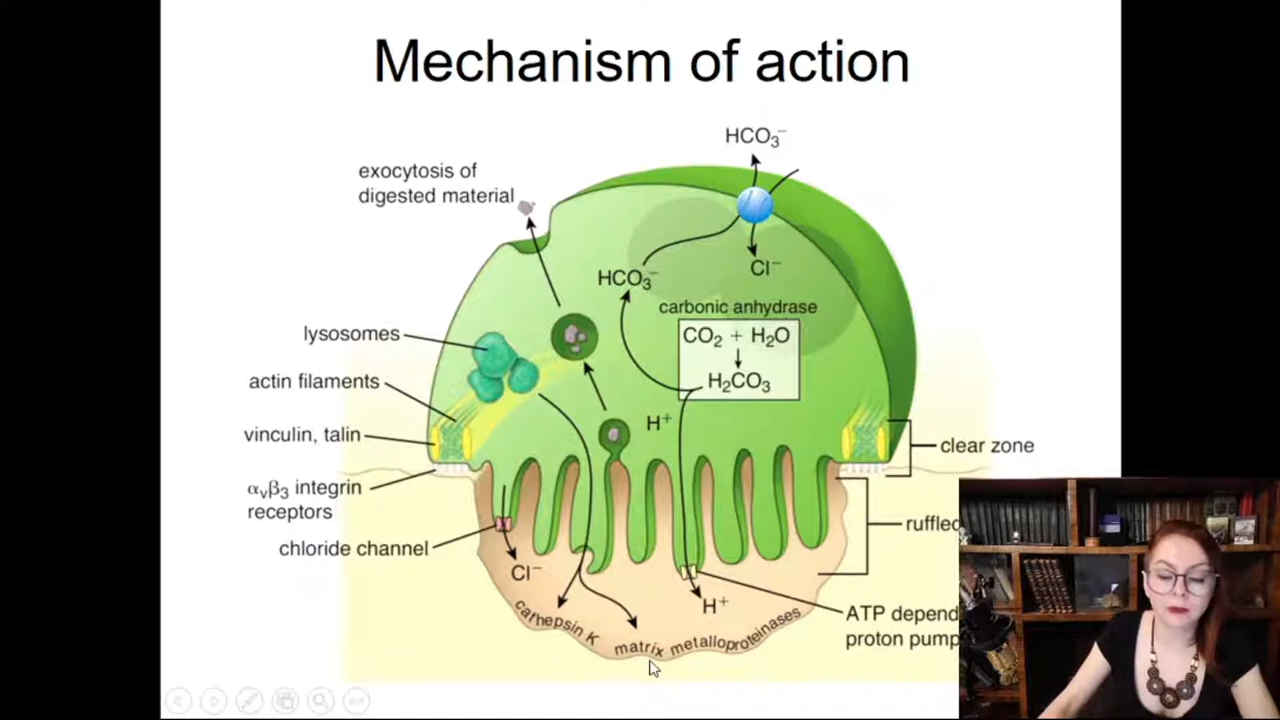 Mechanism of action
HCO₃⁻
exocytosis of
digested material
HCO₃⁻
Cl⁻
carbonic anhydrase
CO₂ + H₂O
H₂CO₃
lysosomes
actin filaments
H⁺
vinculin, talin
clear zone
αᵥβ₃ integrin
receptors
ruffled
chloride channel
Cl⁻
H⁺
cathepsin K
matrix metalloproteinases
ATP depend
proton pump